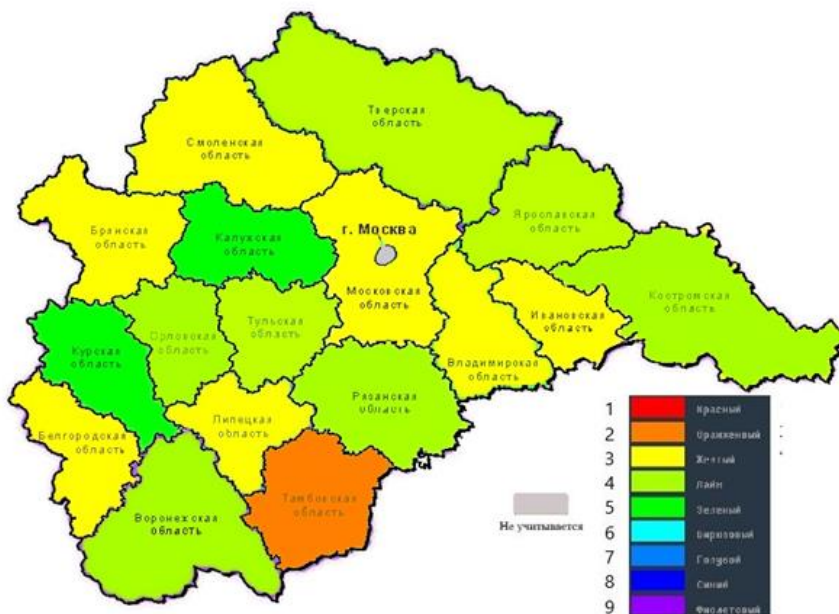 Тверская
область
Смоленская
область
Ярославская
область
Брянская
область
Калужская
область
г. Москва
Московская
область
Костромская
область
Ивановская
область
Орловская
область
Тульская
область
Курская
область
Владимирская
область
Рязанская
область
Липецкая
область
Белгородская
область
Тамбовская
область
Воронежская
область
Не учитывается
1 Красный
2 Оранжевый
3 Желтый
4 Лайм
5 Зеленый
6 Бирюзовый
7 Голубой
8 Синий
9 Фиолетовый